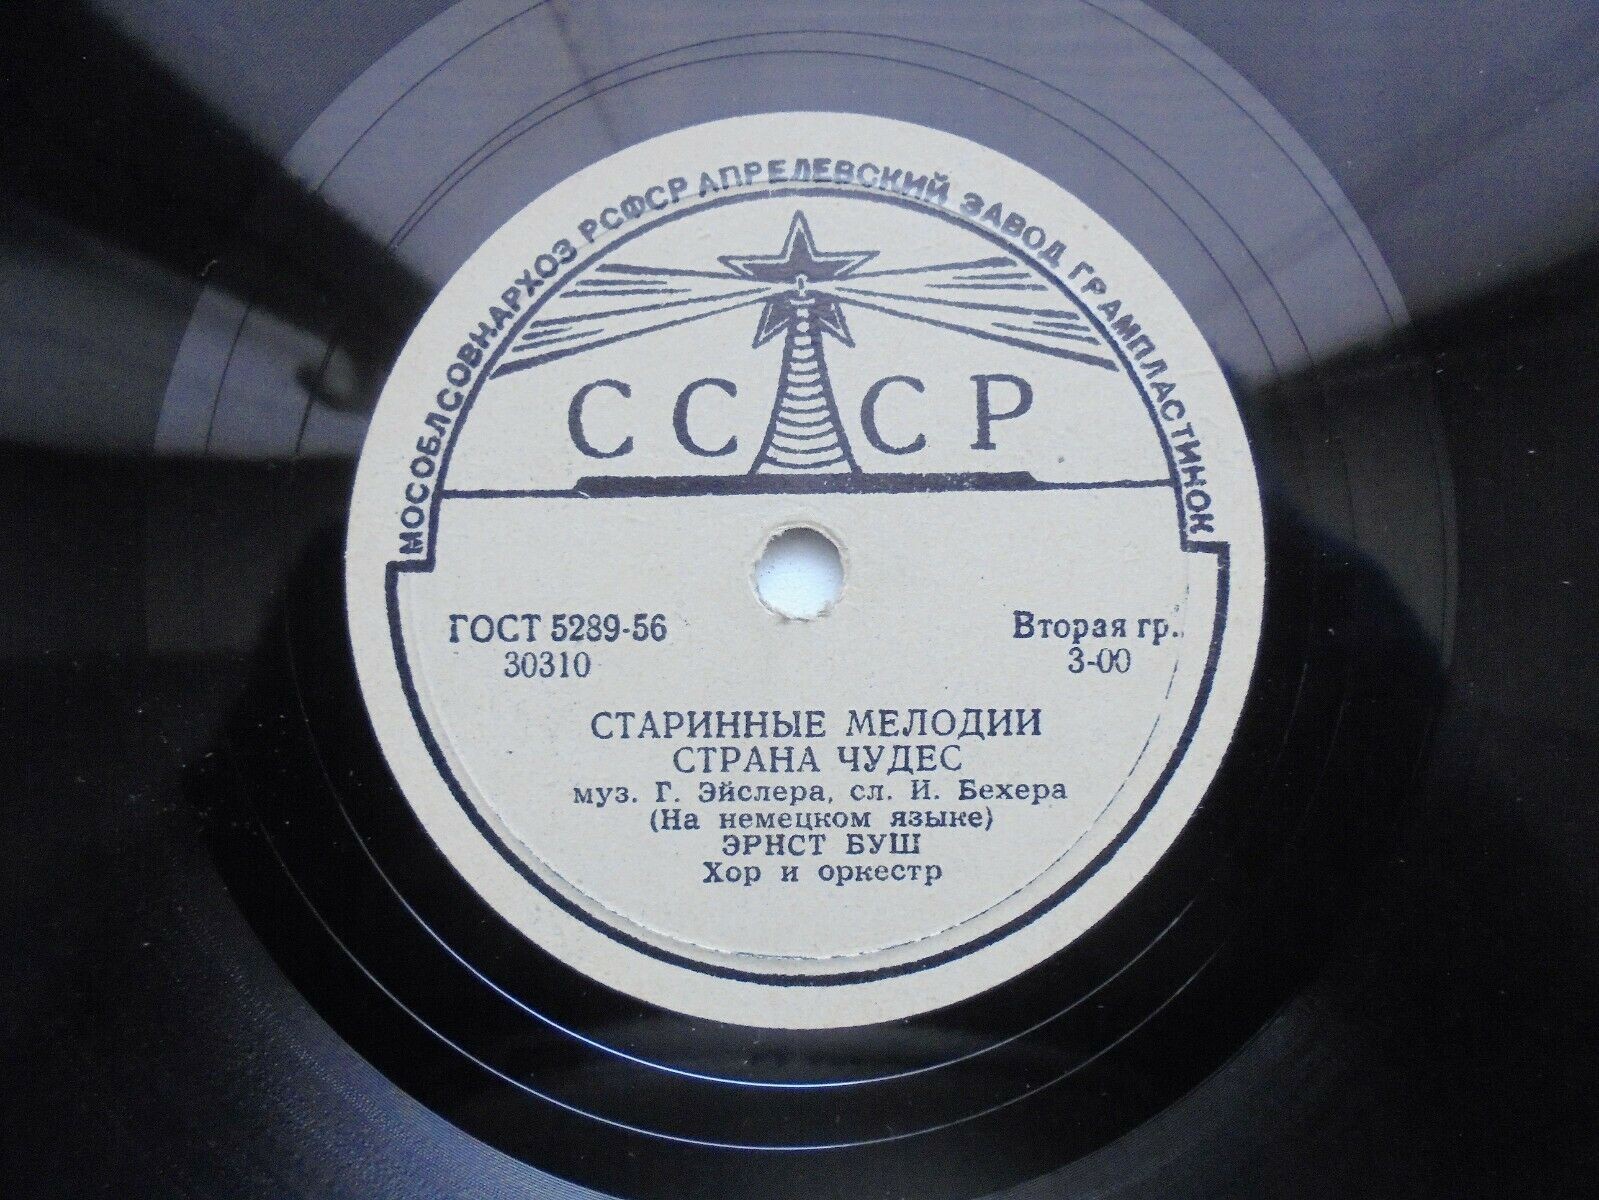 МОСОБЛСОВНАРХОЗ РСФСР АПРЕЛЕВСКИЙ ЗАВОД ГРАМПЛАСТИНОК
СССР
ГОСТ 5289-56
30310
Вторая гр.
3-00
СТАРИННЫЕ МЕЛОДИИ
СТРАНА ЧУДЕС
муз. Г. Эйслера, сл. И. Бехера
(На немецком языке)
ЭРНСТ БУШ
Хор и оркестр